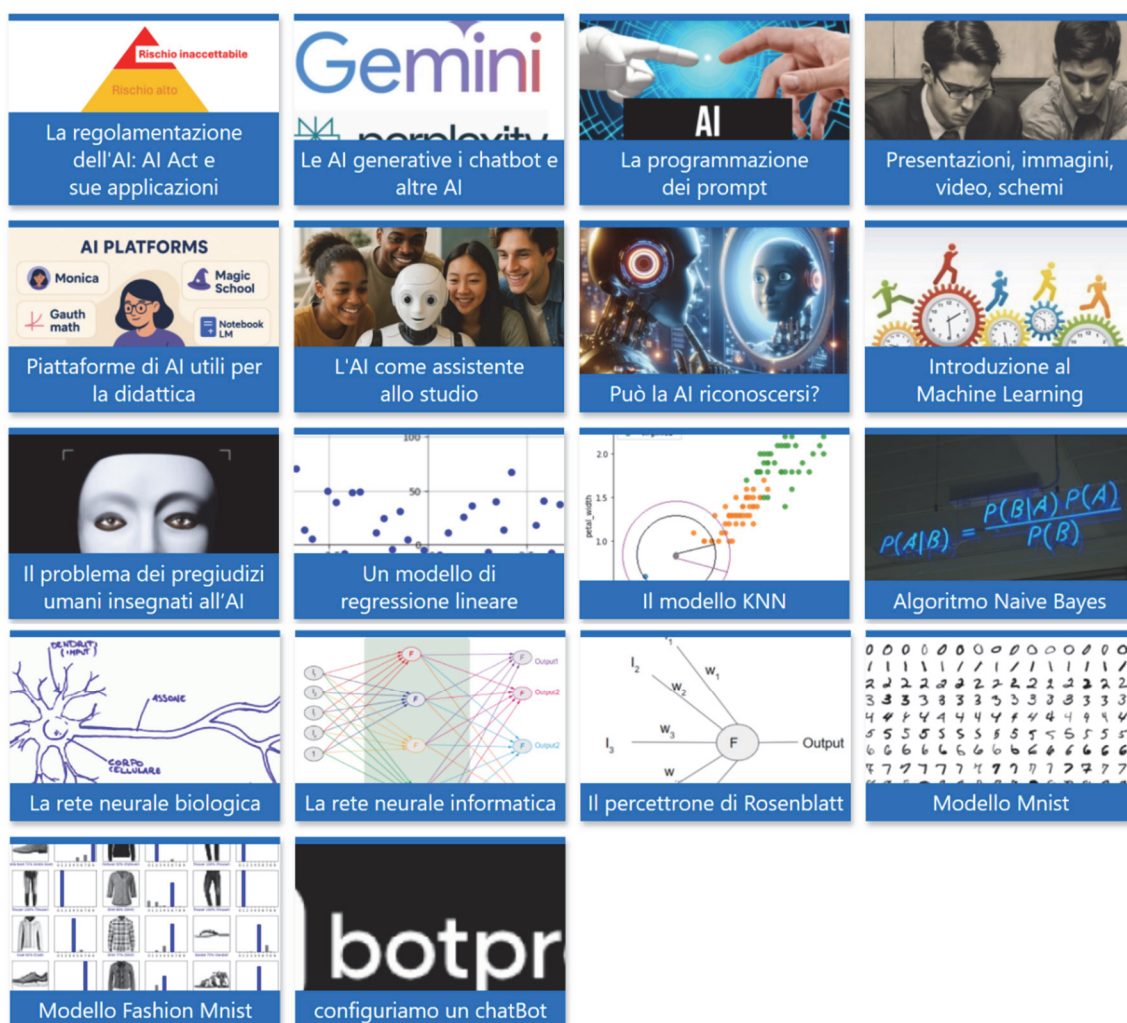 Rischio inaccettabile
Rischio alto
La regolamentazione
dell'AI: AI Act e
sue applicazioni
Gemini
perplexity
Le AI generative i chatbot e
altre AI
AI
La programmazione
dei prompt
Presentazioni, immagini,
video, schemi
AI PLATFORMS
Monica
Magic
School
Gauth
math
Notebook
LM
Piattaforme di AI utili per
la didattica
L'AI come assistente
allo studio
Può la AI riconoscersi?
Introduzione al
Machine Learning
Il problema dei pregiudizi
umani insegnati all'AI
100
50
Un modello di
regressione lineare
2.0
1.5
1.0
petal_width
Il modello KNN
P(A|B) = P(B|A) P(A)
P(B)
Algoritmo Naive Bayes
DENDRITI
(INPUT)
ASSONE
CORPO
CELLULARE
La rete neurale biologica
F
Output1
F
Output2
F
Output2
1
La rete neurale informatica
I2
W1
W2
I3
W3
F
Output
W
Il percettrone di Rosenblatt
0 0 0 0 0 0 0 0 0 0 0 0 0 0
1 1 1 1 1 1 1 1 1 1 1 1 1 1
2 2 2 2 2 2 2 2 2 2 2 2 2 2
3 3 3 3 3 3 3 3 3 3 3 3 3 3
4 4 4 4 4 4 4 4 4 4 4 4 4 4
5 5 5 5 5 5 5 5 5 5 5 5 5 5
6 6 6 6 6 6 6 6 6 6 6 6 6 6
7 7 7 7 7 7 7 7 7 7 7 7 7 7
Modello Mnist
Modello Fashion Mnist
botpr
configuriamo un chatBot